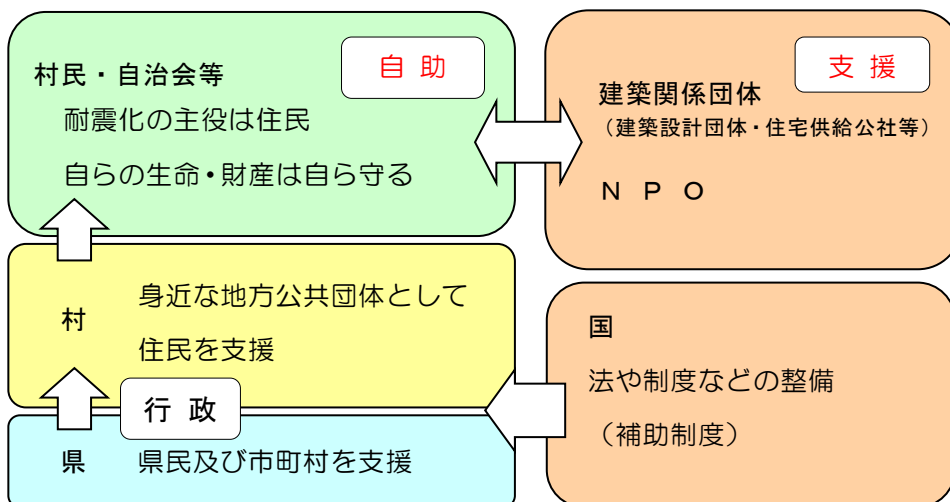 村民・自治会等
自 助
耐震化の主役は住民
自らの生命・財産は自ら守る
支 援
建築関係団体
（建築設計団体・住宅供給公社等）
Ｎ Ｐ Ｏ
村
身近な地方公共団体として
住民を支援
行 政
県
県民及び市町村を支援
国
法や制度などの整備
（補助制度）